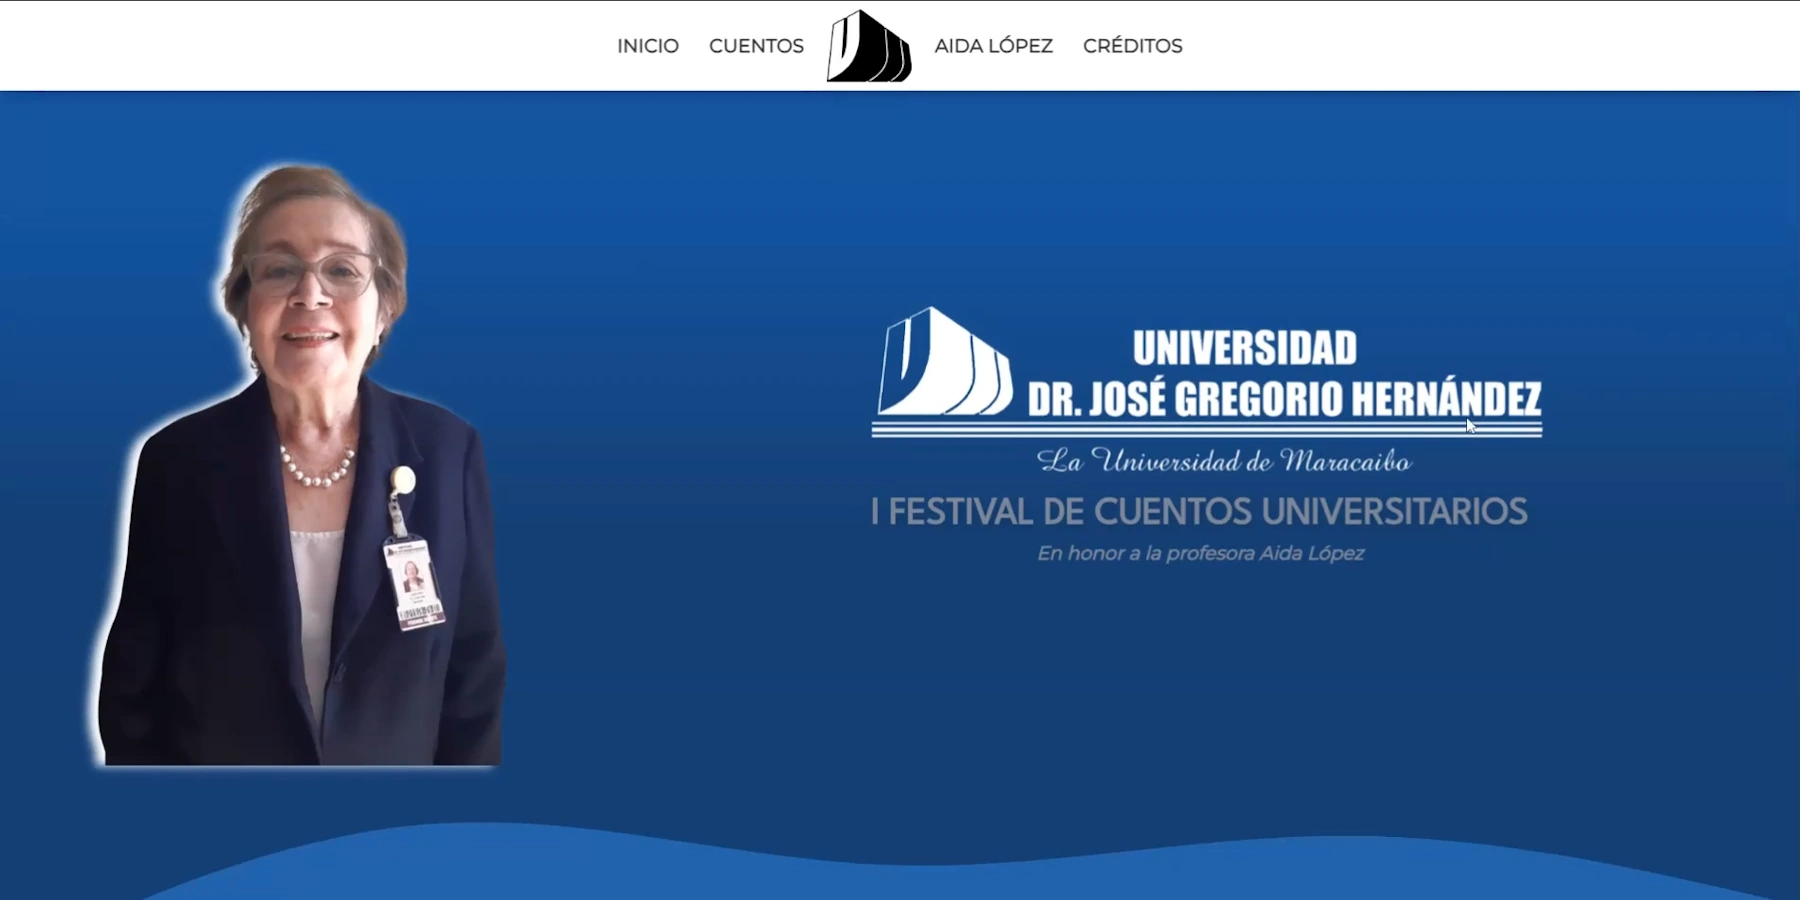 INICIO CUENTOS AIDA LÓPEZ CRÉDITOS
UNIVERSIDAD
DR. JOSÉ GREGORIO HERNÁNDEZ
La Universidad de Maracaibo
I FESTIVAL DE CUENTOS UNIVERSITARIOS
En honor a la profesora Aida López